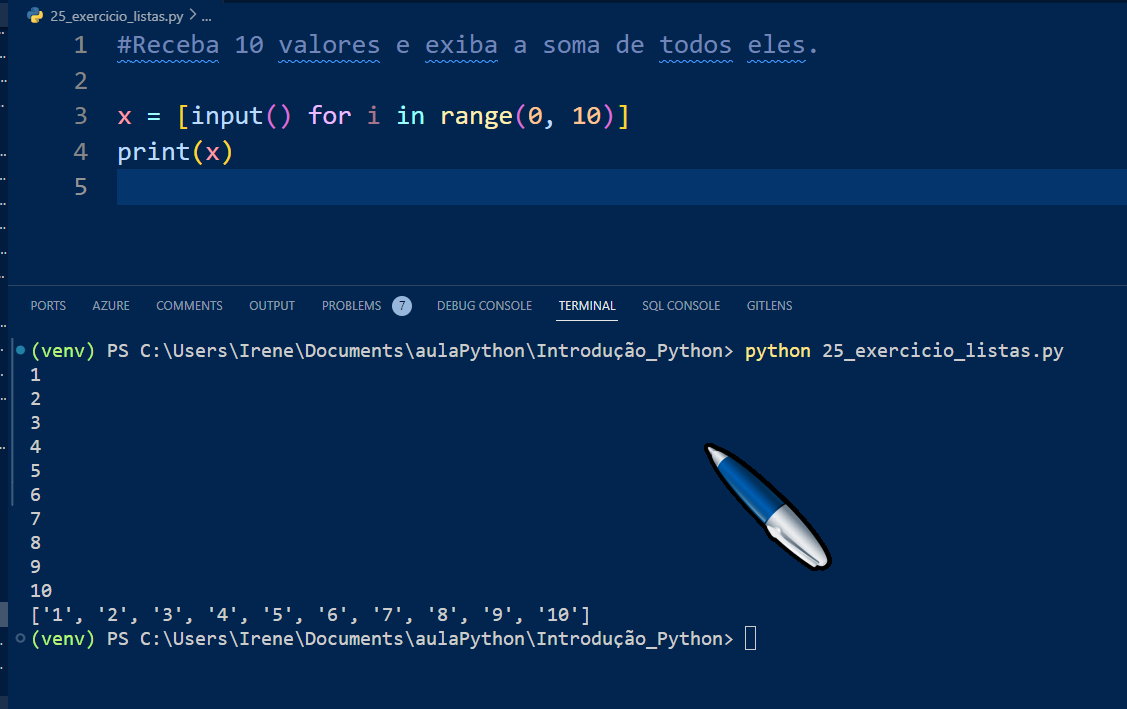 25_exercicio_listas.py > ...
1 #Receba 10 valores e exiba a soma de todos eles.
2
3 x = [input() for i in range(0, 10)]
4 print(x)
5
PORTS AZURE COMMENTS OUTPUT PROBLEMS 7 DEBUG CONSOLE TERMINAL SQL CONSOLE GITLENS
(venv) PS C:\Users\Irene\Documents\aulaPython\Introdução_Python> python 25_exercicio_listas.py
1
2
3
4
5
6
7
8
9
10
['1', '2', '3', '4', '5', '6', '7', '8', '9', '10']
(venv) PS C:\Users\Irene\Documents\aulaPython\Introdução_Python>